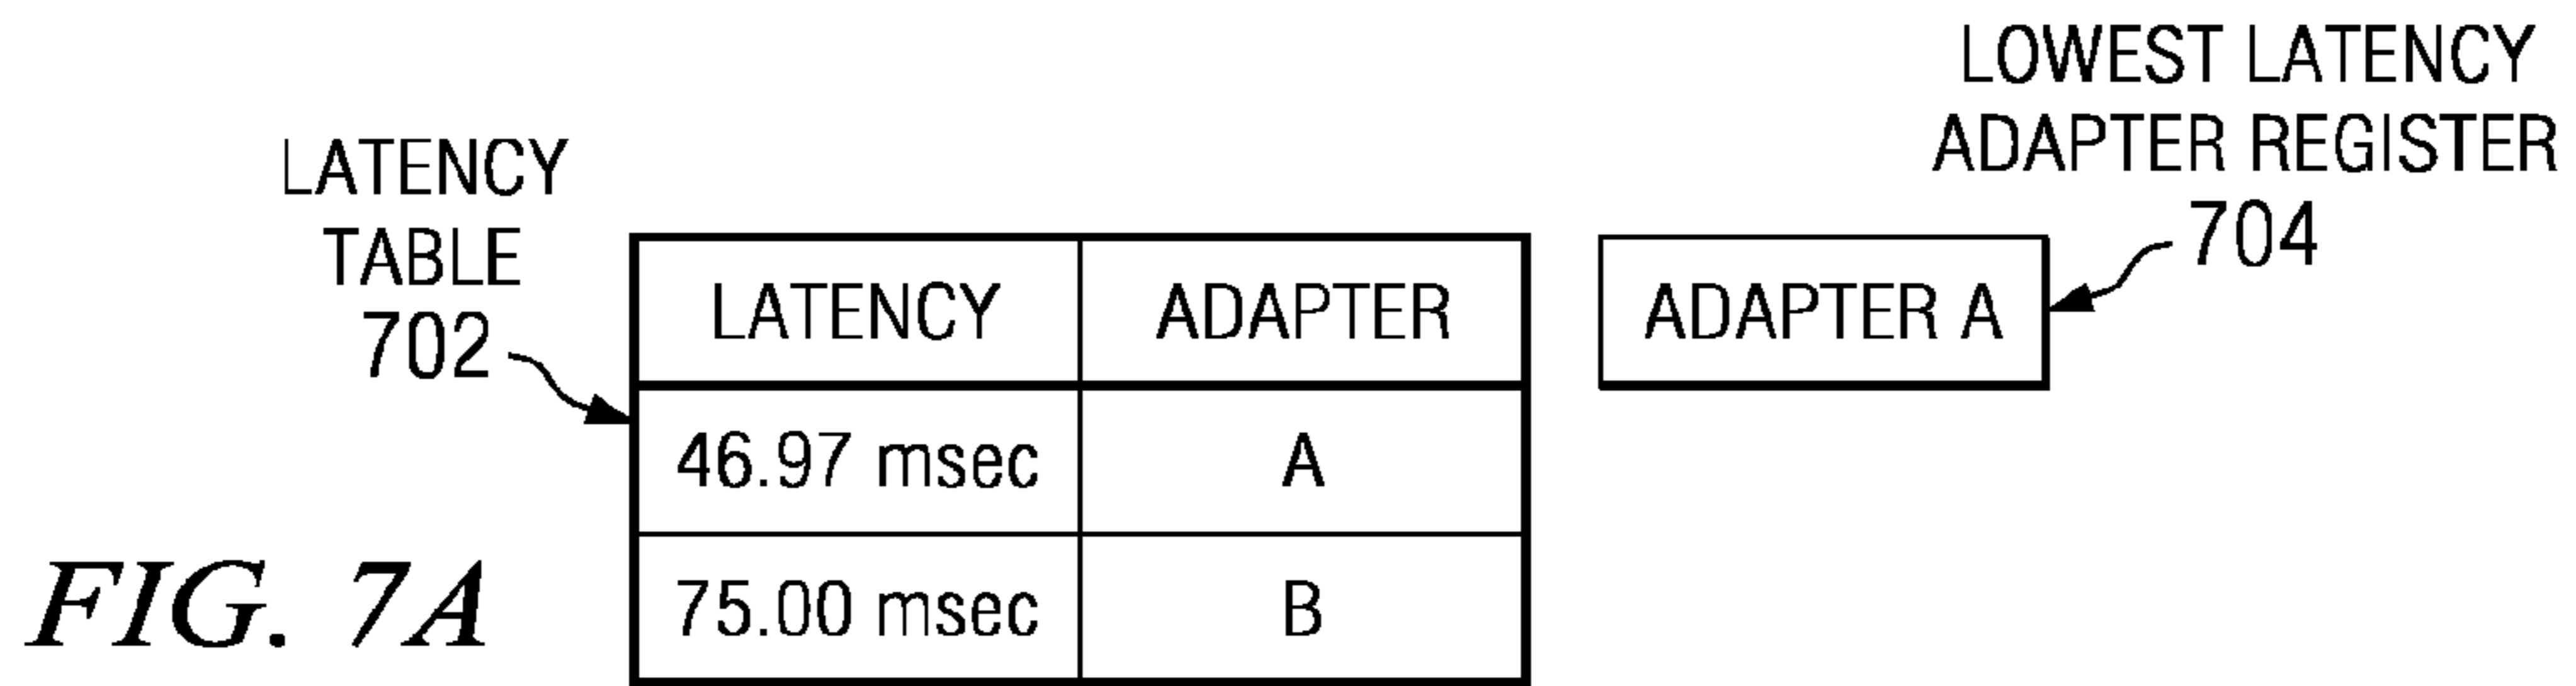 LOWEST LATENCY
ADAPTER REGISTER
704
LATENCY
TABLE
702
LATENCY ADAPTER
46.97 msec A
75.00 msec B
ADAPTER A
FIG. 7A